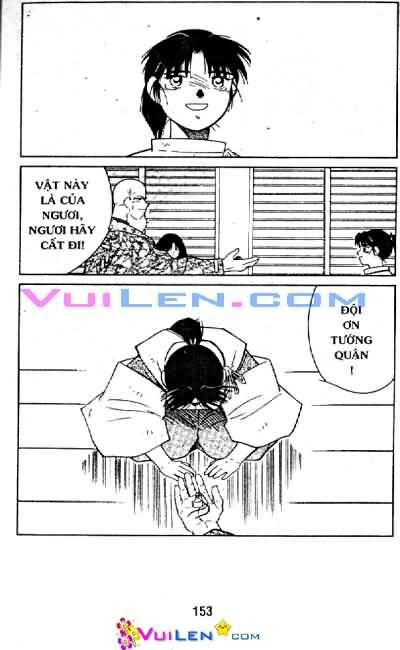 VẬT NÀY
LÀ CỦA
NGƯƠI,
NGƯƠI HÃY
CẤT ĐI!
VUILEN.COM
ĐỘI
ƠN
TƯỚNG
QUÂN
!
153
VUILEN.COM